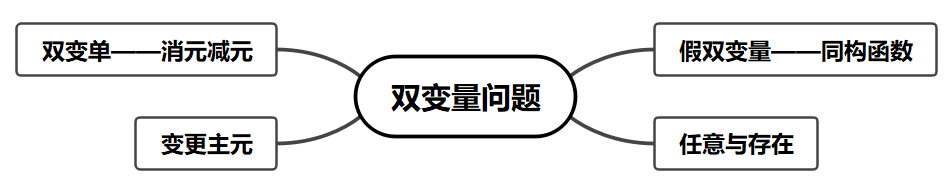 双变单——消元减元
假双变量——同构函数
双变量问题
变更主元
任意与存在